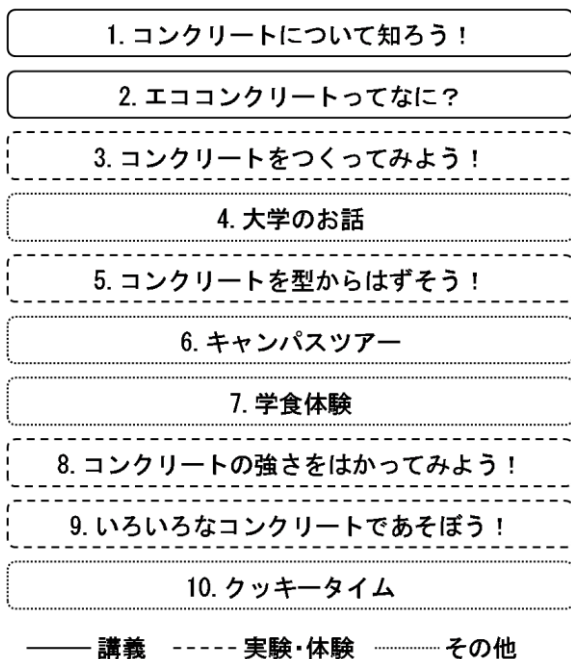 1. コンクリートについて知ろう！
2. エココンクリートってなに？
3. コンクリートをつくってみよう！
4. 大学のお話
5. コンクリートを型からはずそう！
6. キャンパスツアー
7. 学食体験
8. コンクリートの強さをはかってみよう！
9. いろいろなコンクリートであそぼう！
10. クッキータイム
講義 実験・体験 その他